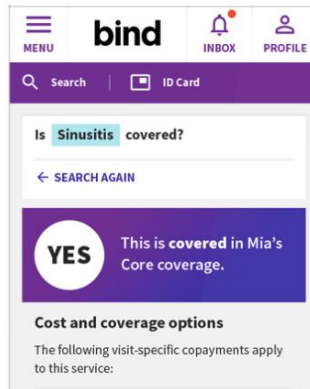 bind
MENU INBOX PROFILE
Search ID Card
Is Sinusitis covered?
← SEARCH AGAIN
YES
This is covered in Mia's
Core coverage.
Cost and coverage options
The following visit-specific copayments apply
to this service: